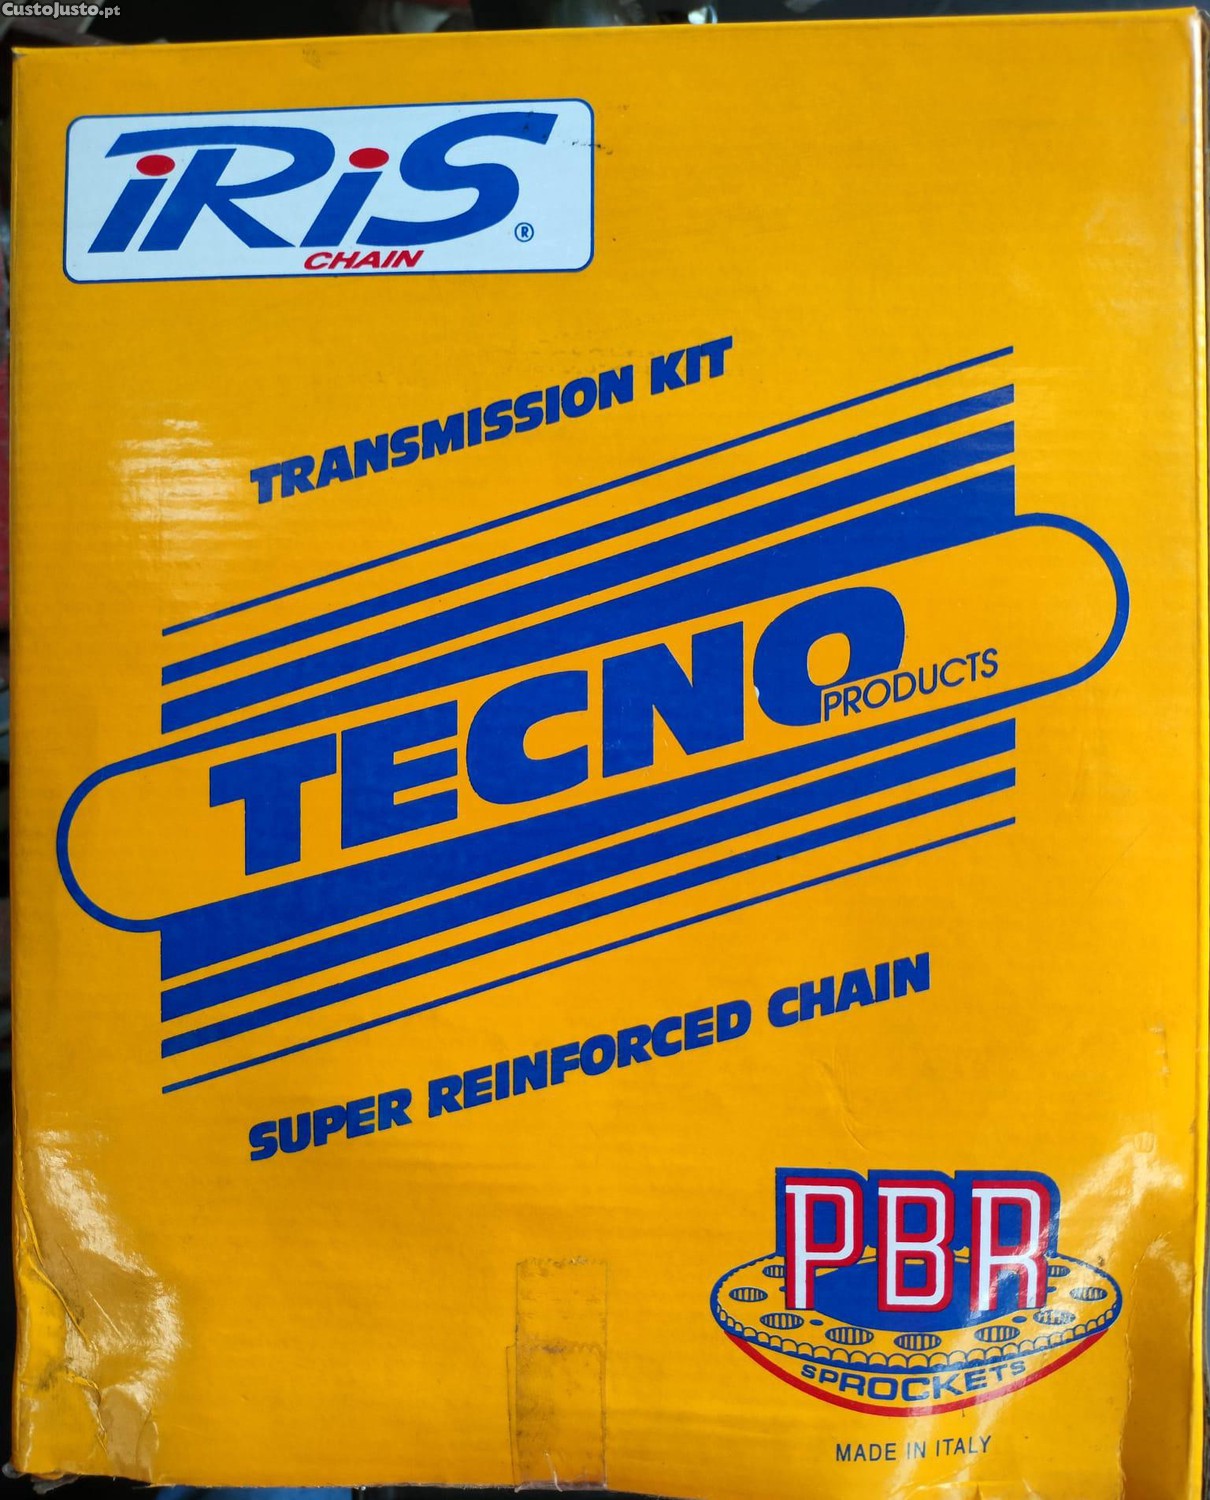 CustoJusto.pt
iRiS ®
CHAIN
TRANSMISSION KIT
TECNO
PRODUCTS
SUPER REINFORCED CHAIN
PBR
SPROCKETS
MADE IN ITALY